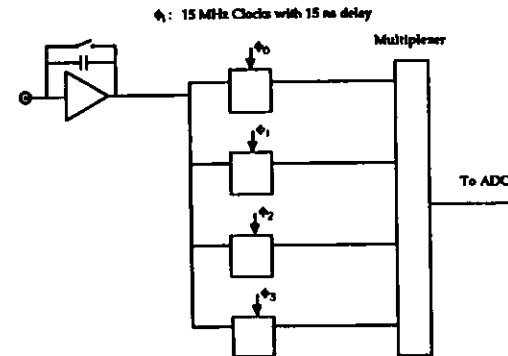 ϕᵢ: 15 MHz Clocks with 15 ns delay
Multiplexer
ϕ₀
ϕ₁
To ADC
ϕ₂
ϕ₃